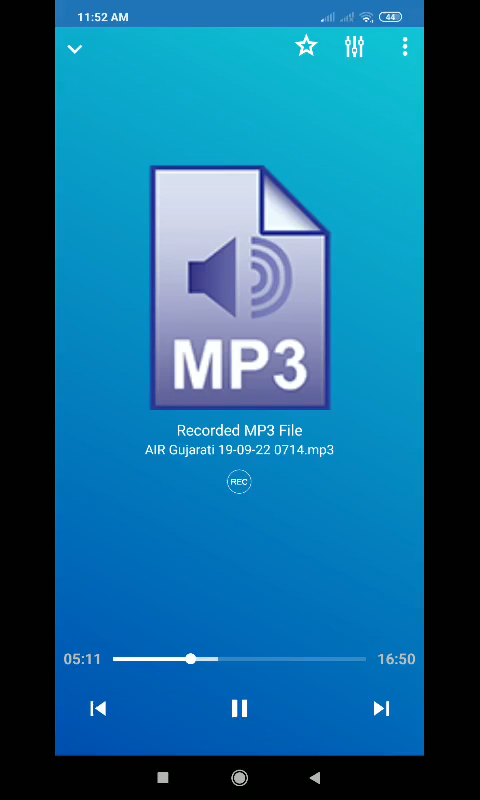 11:52 AM
44
MP3
Recorded MP3 File
AIR Gujarati 19-09-22 0714.mp3
REC
05:11
16:50